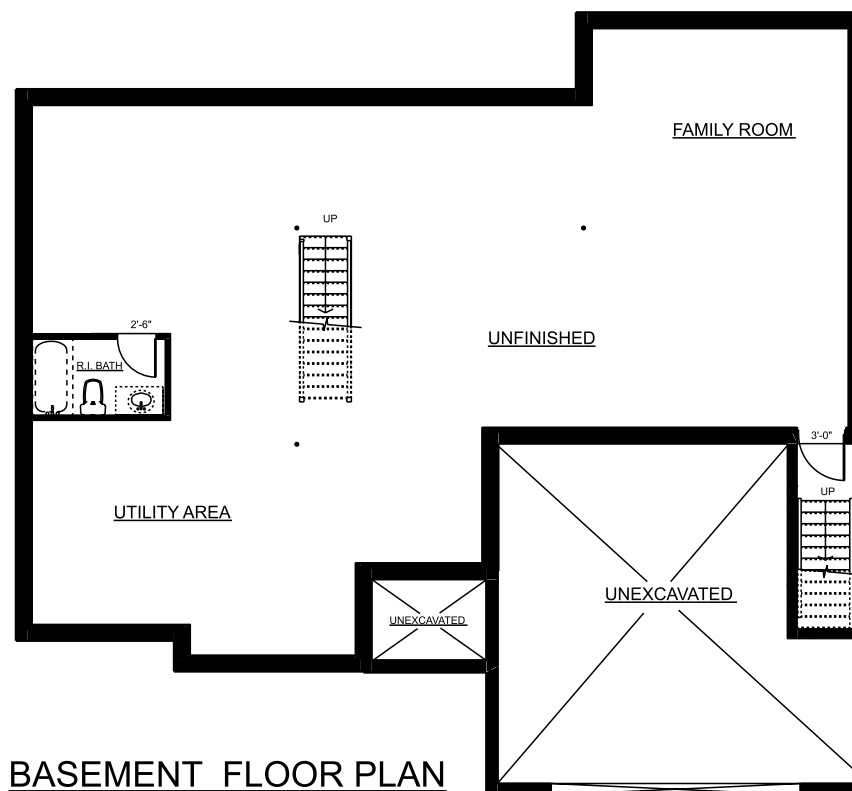 FAMILY ROOM
UP
2'-6"
UNFINISHED
R.I. BATH
3'-0"
UP
UTILITY AREA
UNEXCAVATED
UNEXCAVATED
BASEMENT FLOOR PLAN